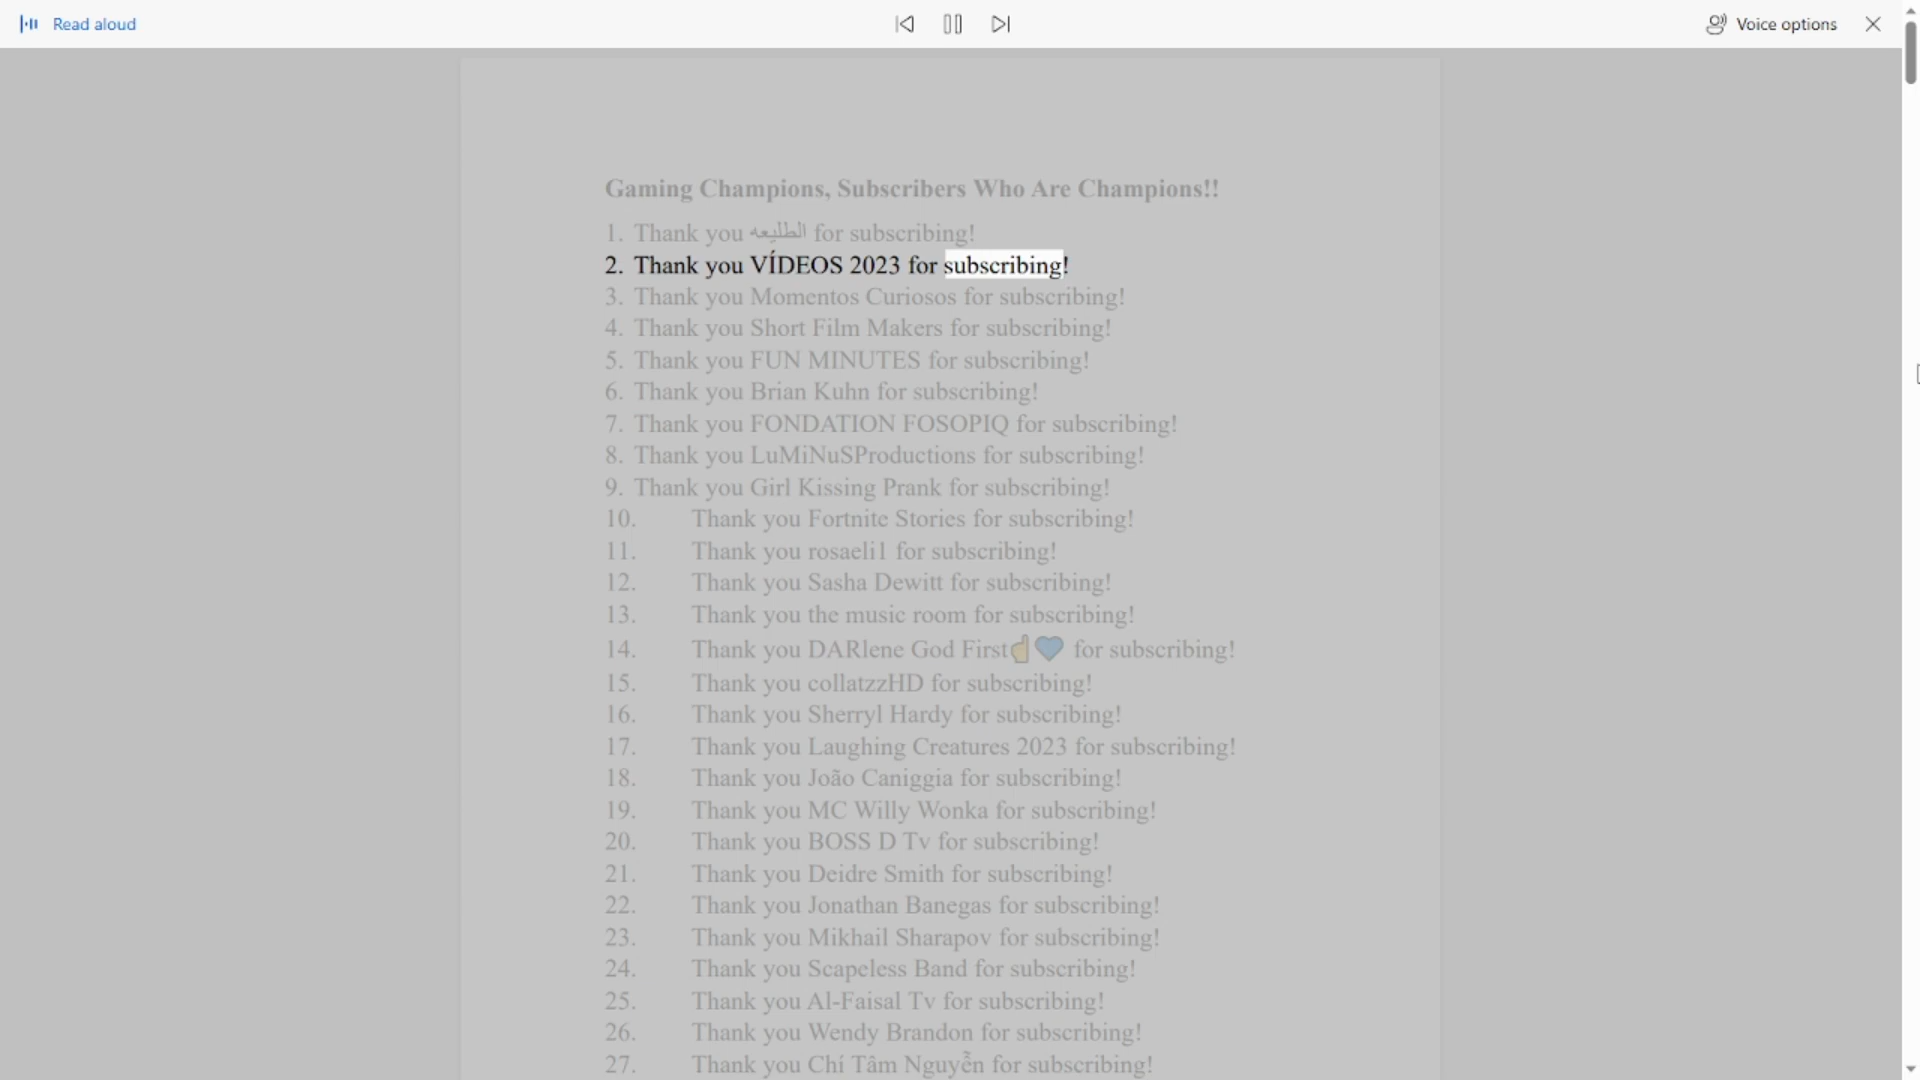 Read aloud
Voice options
Gaming Champions, Subscribers Who Are Champions!!
1. Thank you الطليعه for subscribing!
2. Thank you VÍDEOS 2023 for subscribing!
3. Thank you Momentos Curiosos for subscribing!
4. Thank you Short Film Makers for subscribing!
5. Thank you FUN MINUTES for subscribing!
6. Thank you Brian Kuhn for subscribing!
7. Thank you FONDATION FOSOPIQ for subscribing!
8. Thank you LuMiNuSProductions for subscribing!
9. Thank you Girl Kissing Prank for subscribing!
10. Thank you Fortnite Stories for subscribing!
11. Thank you rosaeli1 for subscribing!
12. Thank you Sasha Dewitt for subscribing!
13. Thank you the music room for subscribing!
14. Thank you DARlene God First☝💙 for subscribing!
15. Thank you collatzzHD for subscribing!
16. Thank you Sherryl Hardy for subscribing!
17. Thank you Laughing Creatures 2023 for subscribing!
18. Thank you João Caniggia for subscribing!
19. Thank you MC Willy Wonka for subscribing!
20. Thank you BOSS D Tv for subscribing!
21. Thank you Deidre Smith for subscribing!
22. Thank you Jonathan Banegas for subscribing!
23. Thank you Mikhail Sharapov for subscribing!
24. Thank you Scapeless Band for subscribing!
25. Thank you Al-Faisal Tv for subscribing!
26. Thank you Wendy Brandon for subscribing!
27. Thank you Chí Tâm Nguyễn for subscribing!